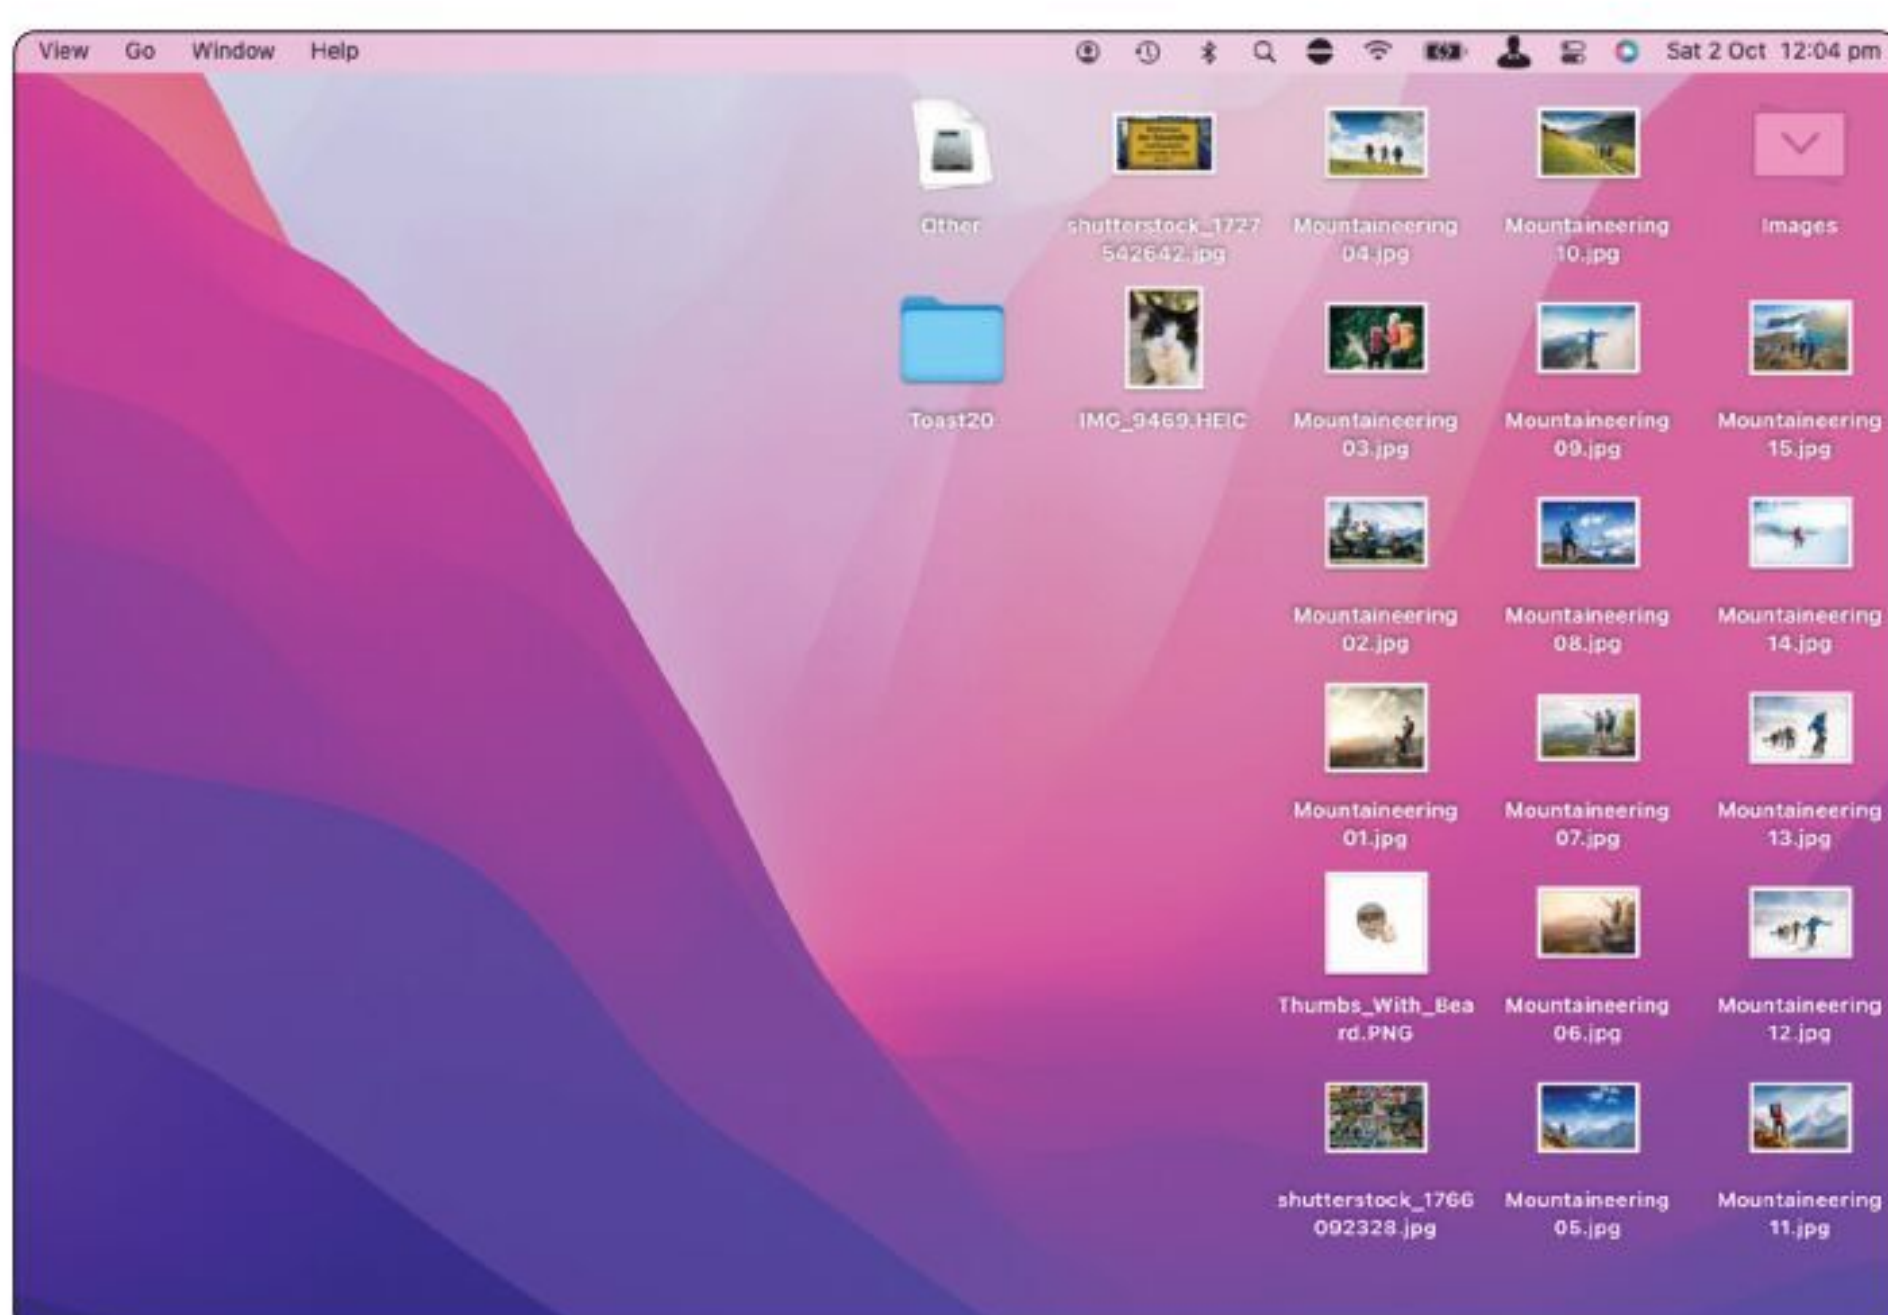 View Go Window Help Sat 2 Oct 12:04 pm
Other
shutterstock_1727
542642.jpg
Mountaineering
04.jpg
Mountaineering
10.jpg
Images
Toast20
IMG_9469.HEIC
Mountaineering
03.jpg
Mountaineering
09.jpg
Mountaineering
15.jpg
Mountaineering
02.jpg
Mountaineering
08.jpg
Mountaineering
14.jpg
Mountaineering
01.jpg
Mountaineering
07.jpg
Mountaineering
13.jpg
Thumbs_With_Bea
rd.PNG
Mountaineering
06.jpg
Mountaineering
12.jpg
shutterstock_1766
092328.jpg
Mountaineering
05.jpg
Mountaineering
11.jpg